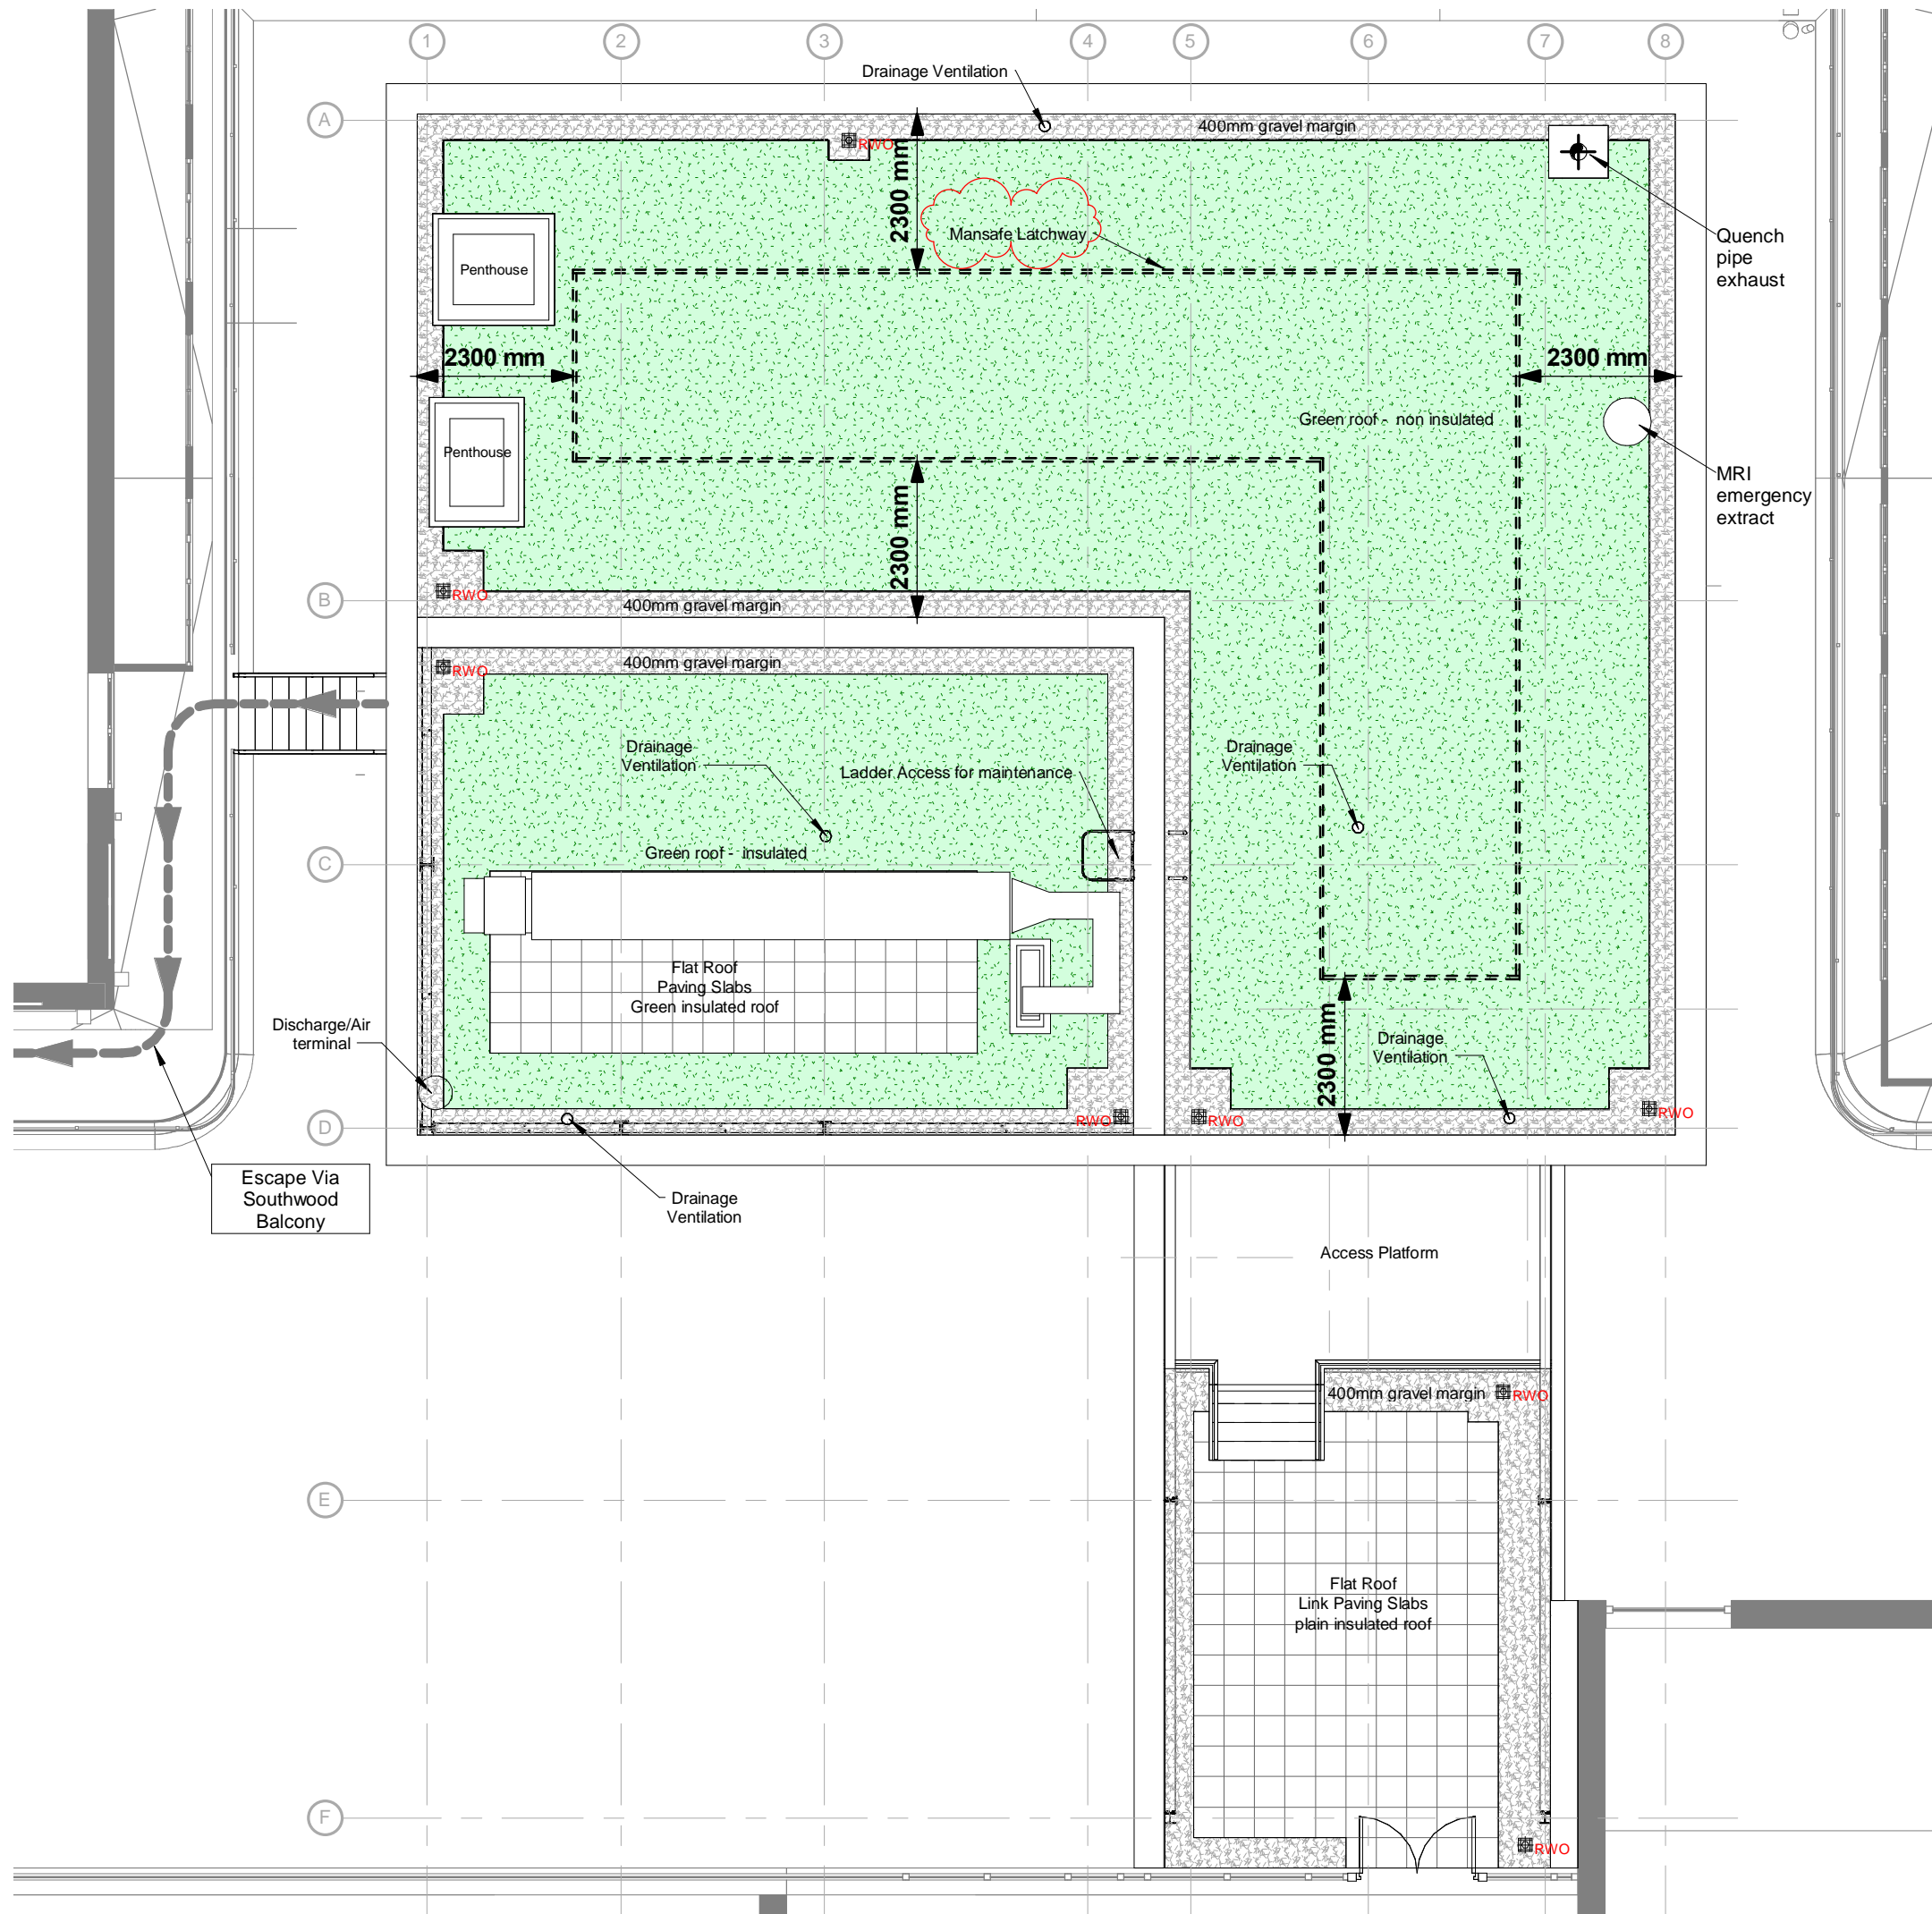 1
2
3
4
5
6
7
8
Drainage Ventilation
A
400mm gravel margin
RWO
2300 mm
Mansafe Latchway
Quench
pipe
exhaust
Penthouse
2300 mm
2300 mm
Green roof - non insulated
Penthouse
MRI
emergency
extract
2300 mm
B
RWO
400mm gravel margin
RWO
400mm gravel margin
Drainage
Ventilation
Ladder Access for maintenance
Drainage
Ventilation
C
Green roof - insulated
Flat Roof
Paving Slabs
Green insulated roof
Discharge/Air
terminal
2300 mm
Drainage
Ventilation
D
RWO
RWO
RWO
Escape Via
Southwood
Balcony
Drainage
Ventilation
Access Platform
400mm gravel margin
RWO
E
Flat Roof
Link Paving Slabs
plain insulated roof
F
RWO